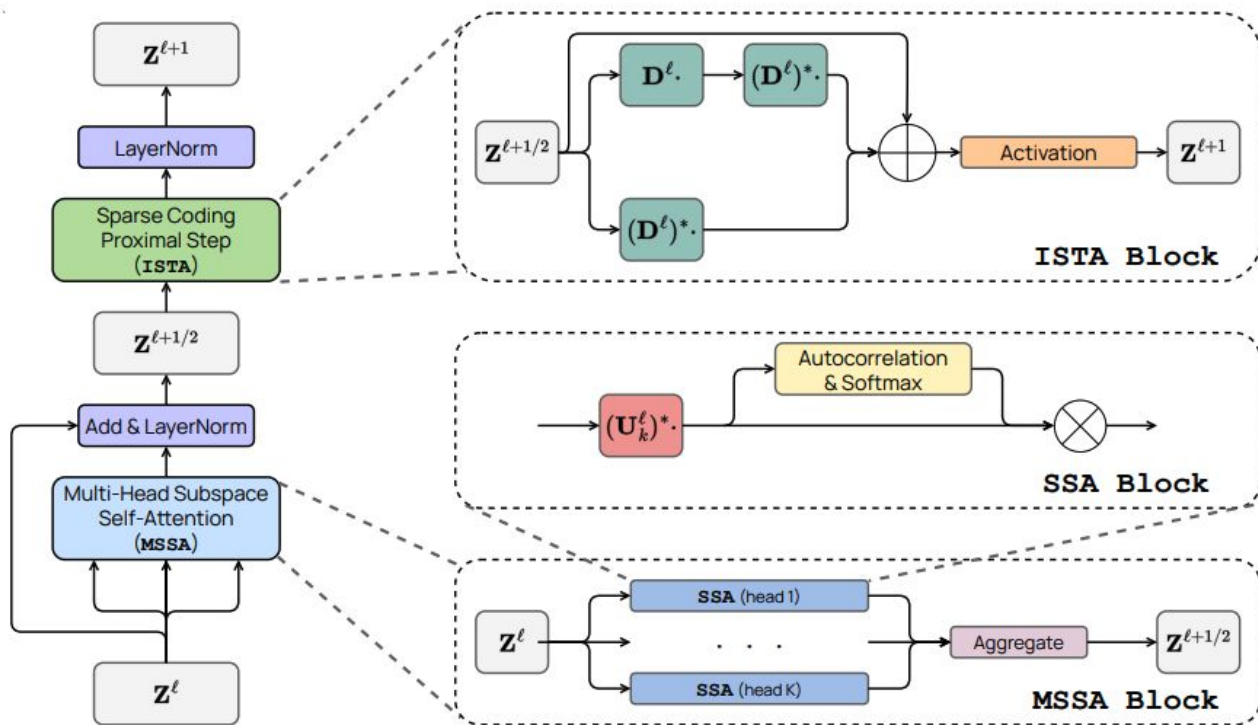 Z^{ℓ+1}
LayerNorm
Sparse Coding
Proximal Step
(ISTA)
Z^{ℓ+1/2}
Add & LayerNorm
Multi-Head Subspace
Self-Attention
(MSSA)
Z^ℓ
Z^{ℓ+1/2}
D^ℓ·
(D^ℓ)*·
(D^ℓ)*·
Activation
Z^{ℓ+1}
ISTA Block
(U_k^ℓ)*·
Autocorrelation
& Softmax
SSA Block
Z^ℓ
SSA (head 1)
. . .
SSA (head K)
Aggregate
Z^{ℓ+1/2}
MSSA Block